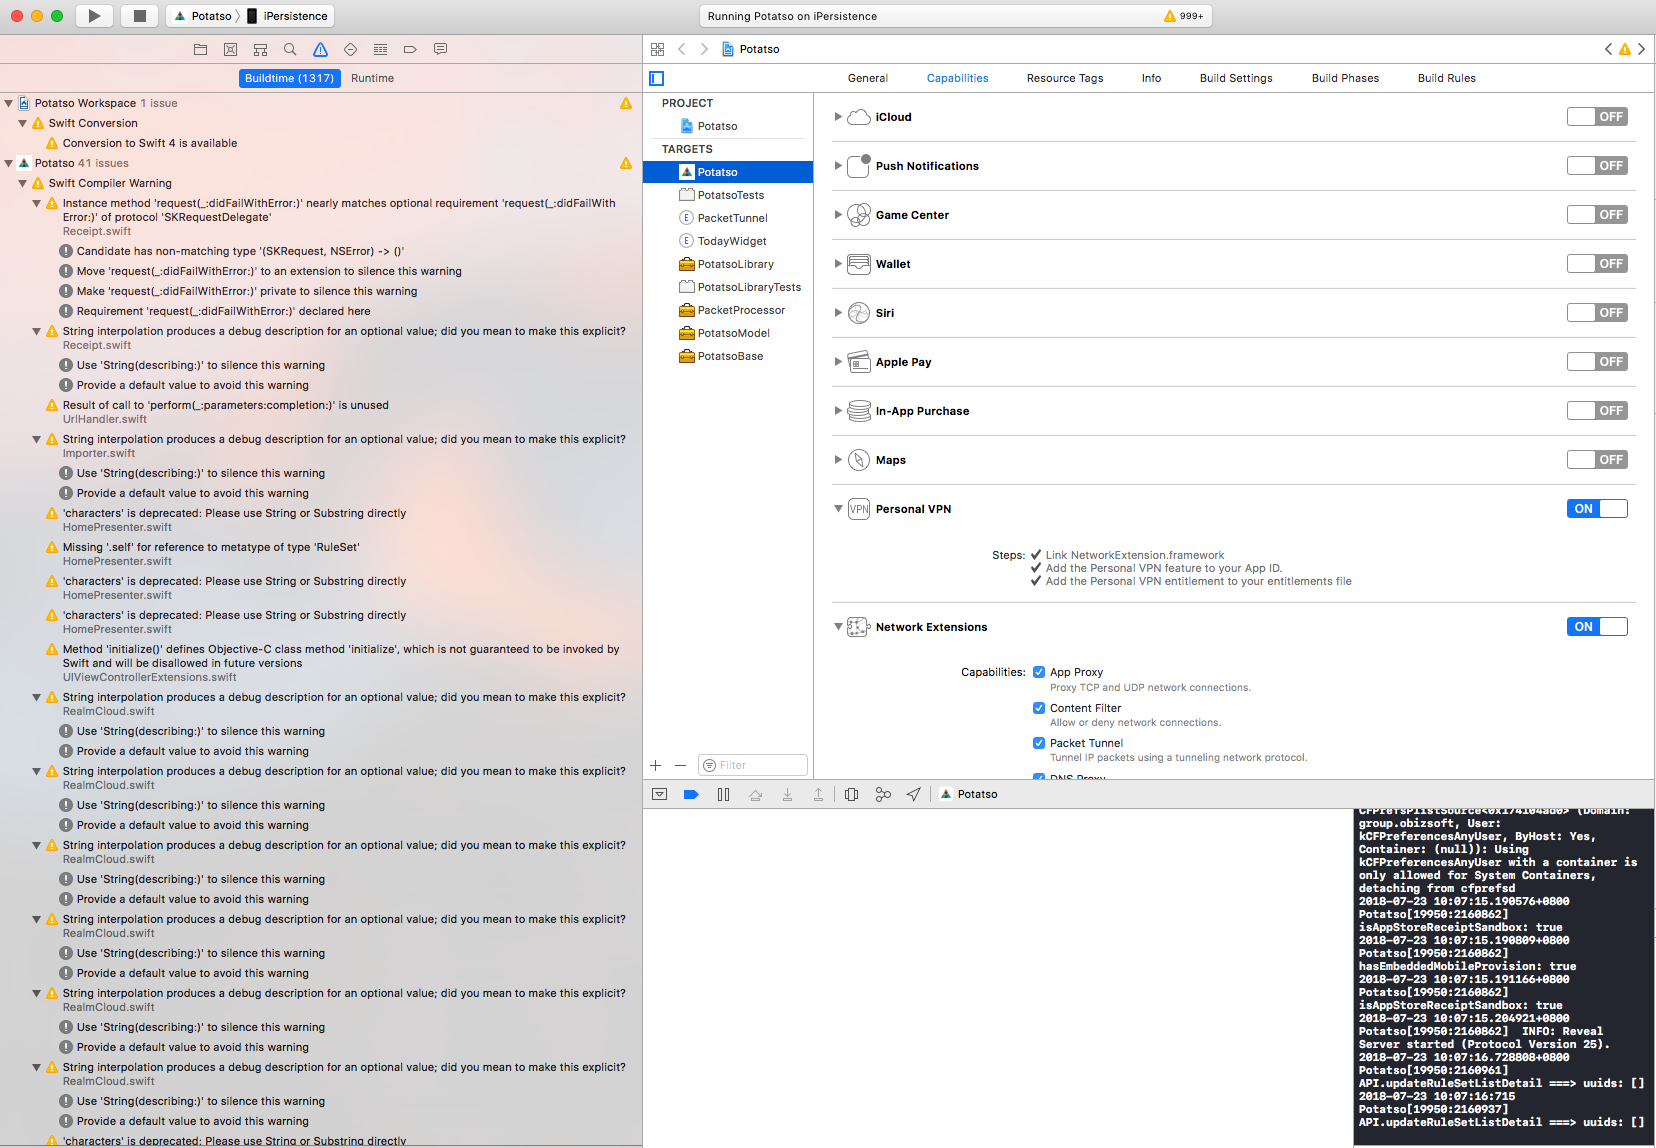 Potatso 〉 iPersistence
Running Potatso on iPersistence
999+
Buildtime (1317) Runtime
Potatso Workspace 1 issue
Swift Conversion
Conversion to Swift 4 is available
Potatso 41 issues
Swift Compiler Warning
Instance method 'request(_:didFailWithError:)' nearly matches optional requirement 'request(_:didFailWith
Error:)' of protocol 'SKRequestDelegate'
Receipt.swift
Candidate has non-matching type '(SKRequest, NSError) -> ()'
Move 'request(_:didFailWithError:)' to an extension to silence this warning
Make 'request(_:didFailWithError:)' private to silence this warning
Requirement 'request(_:didFailWithError:)' declared here
String interpolation produces a debug description for an optional value; did you mean to make this explicit?
Receipt.swift
Use 'String(describing:)' to silence this warning
Provide a default value to avoid this warning
Result of call to 'perform(_:parameters:completion:)' is unused
UrlHandler.swift
String interpolation produces a debug description for an optional value; did you mean to make this explicit?
Importer.swift
Use 'String(describing:)' to silence this warning
Provide a default value to avoid this warning
'characters' is deprecated: Please use String or Substring directly
HomePresenter.swift
Missing '.self' for reference to metatype of type 'RuleSet'
HomePresenter.swift
'characters' is deprecated: Please use String or Substring directly
HomePresenter.swift
'characters' is deprecated: Please use String or Substring directly
HomePresenter.swift
Method 'initialize()' defines Objective-C class method 'initialize', which is not guaranteed to be invoked by
Swift and will be disallowed in future versions
UIViewControllerExtensions.swift
String interpolation produces a debug description for an optional value; did you mean to make this explicit?
RealmCloud.swift
Use 'String(describing:)' to silence this warning
Provide a default value to avoid this warning
String interpolation produces a debug description for an optional value; did you mean to make this explicit?
RealmCloud.swift
Use 'String(describing:)' to silence this warning
Provide a default value to avoid this warning
String interpolation produces a debug description for an optional value; did you mean to make this explicit?
RealmCloud.swift
Use 'String(describing:)' to silence this warning
Provide a default value to avoid this warning
String interpolation produces a debug description for an optional value; did you mean to make this explicit?
RealmCloud.swift
Use 'String(describing:)' to silence this warning
Provide a default value to avoid this warning
String interpolation produces a debug description for an optional value; did you mean to make this explicit?
RealmCloud.swift
Use 'String(describing:)' to silence this warning
Provide a default value to avoid this warning
String interpolation produces a debug description for an optional value; did you mean to make this explicit?
RealmCloud.swift
Use 'String(describing:)' to silence this warning
Provide a default value to avoid this warning
'characters' is deprecated: Please use String or Substring directly
Potatso
General Capabilities Resource Tags Info Build Settings Build Phases Build Rules
PROJECT
Potatso
TARGETS
Potatso
PotatsoTests
E PacketTunnel
E TodayWidget
PotatsoLibrary
PotatsoLibraryTests
PacketProcessor
PotatsoModel
PotatsoBase
Filter
iCloud OFF
Push Notifications OFF
Game Center OFF
Wallet OFF
Siri OFF
Apple Pay OFF
In-App Purchase OFF
Maps OFF
VPN Personal VPN ON
Steps: ✔ Link NetworkExtension.framework
✔ Add the Personal VPN feature to your App ID.
✔ Add the Personal VPN entitlement to your entitlements file
Network Extensions ON
Capabilities: App Proxy
Proxy TCP and UDP network connections.
Content Filter
Allow or deny network connections.
Packet Tunnel
Tunnel IP packets using a tunneling network protocol.
DNS Proxy
Potatso
CFPrefsPlistSource<0x174104ad0> (Domain:
group.obizsoft, User:
kCFPreferencesAnyUser, ByHost: Yes,
Container: (null)): Using
kCFPreferencesAnyUser with a container is
only allowed for System Containers,
detaching from cfprefsd
2018-07-23 10:07:15.190576+0800
Potatso[19950:2160862]
isAppStoreReceiptSandbox: true
2018-07-23 10:07:15.190809+0800
Potatso[19950:2160862]
hasEmbeddedMobileProvision: true
2018-07-23 10:07:15.191166+0800
Potatso[19950:2160862]
isAppStoreReceiptSandbox: true
2018-07-23 10:07:15.204921+0800
Potatso[19950:2160862] INFO: Reveal
Server started (Protocol Version 25).
2018-07-23 10:07:16.728808+0800
Potatso[19950:2160961]
API.updateRuleSetListDetail ===> uuids: []
2018-07-23 10:07:16:715
Potatso[19950:2160937]
API.updateRuleSetListDetail ===> uuids: []